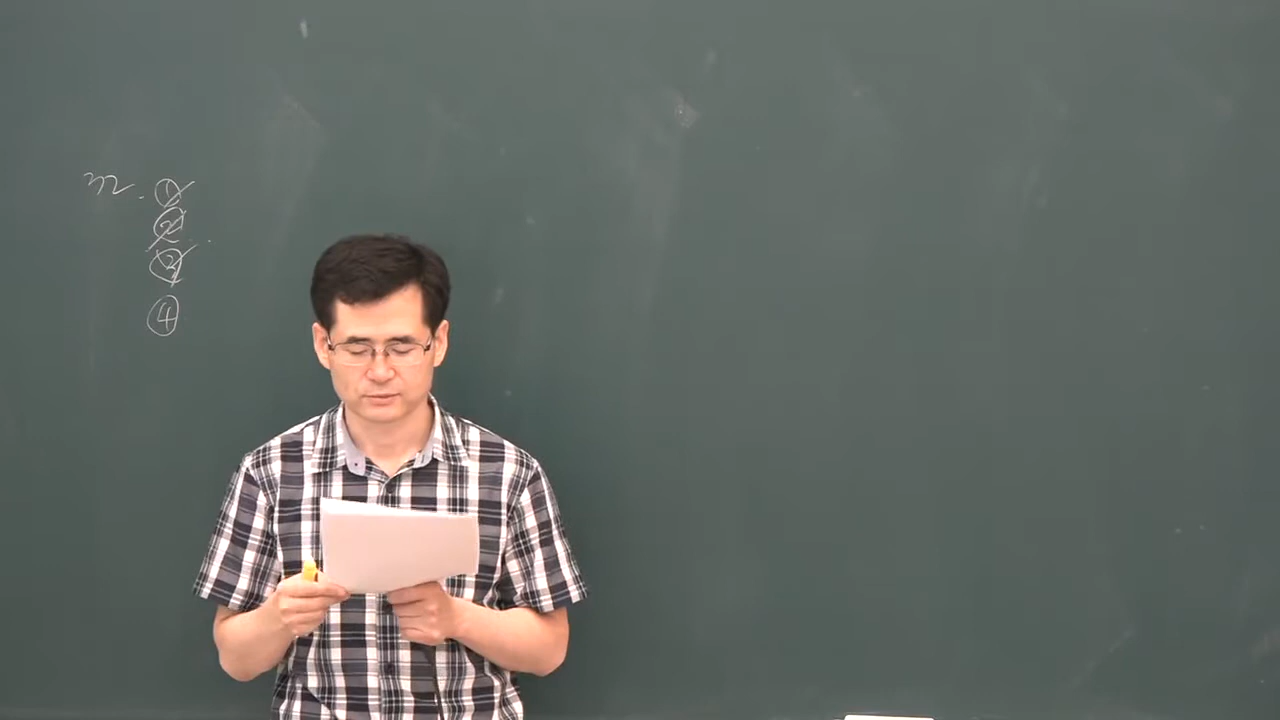 32. ①
②
③
④